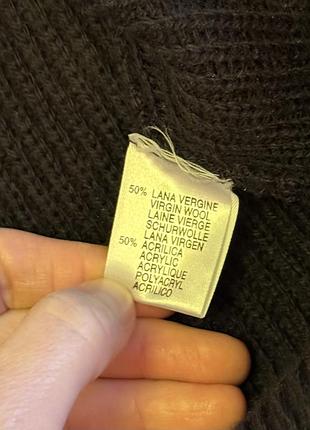 50% LANA VERGINE
VIRGIN WOOL
LAINE VIERGE
SCHURWOLLE
LANA VIRGEN
50% ACRILICA
ACRYLIC
ACRYLIQUE
POLYACRYL
ACRILICO